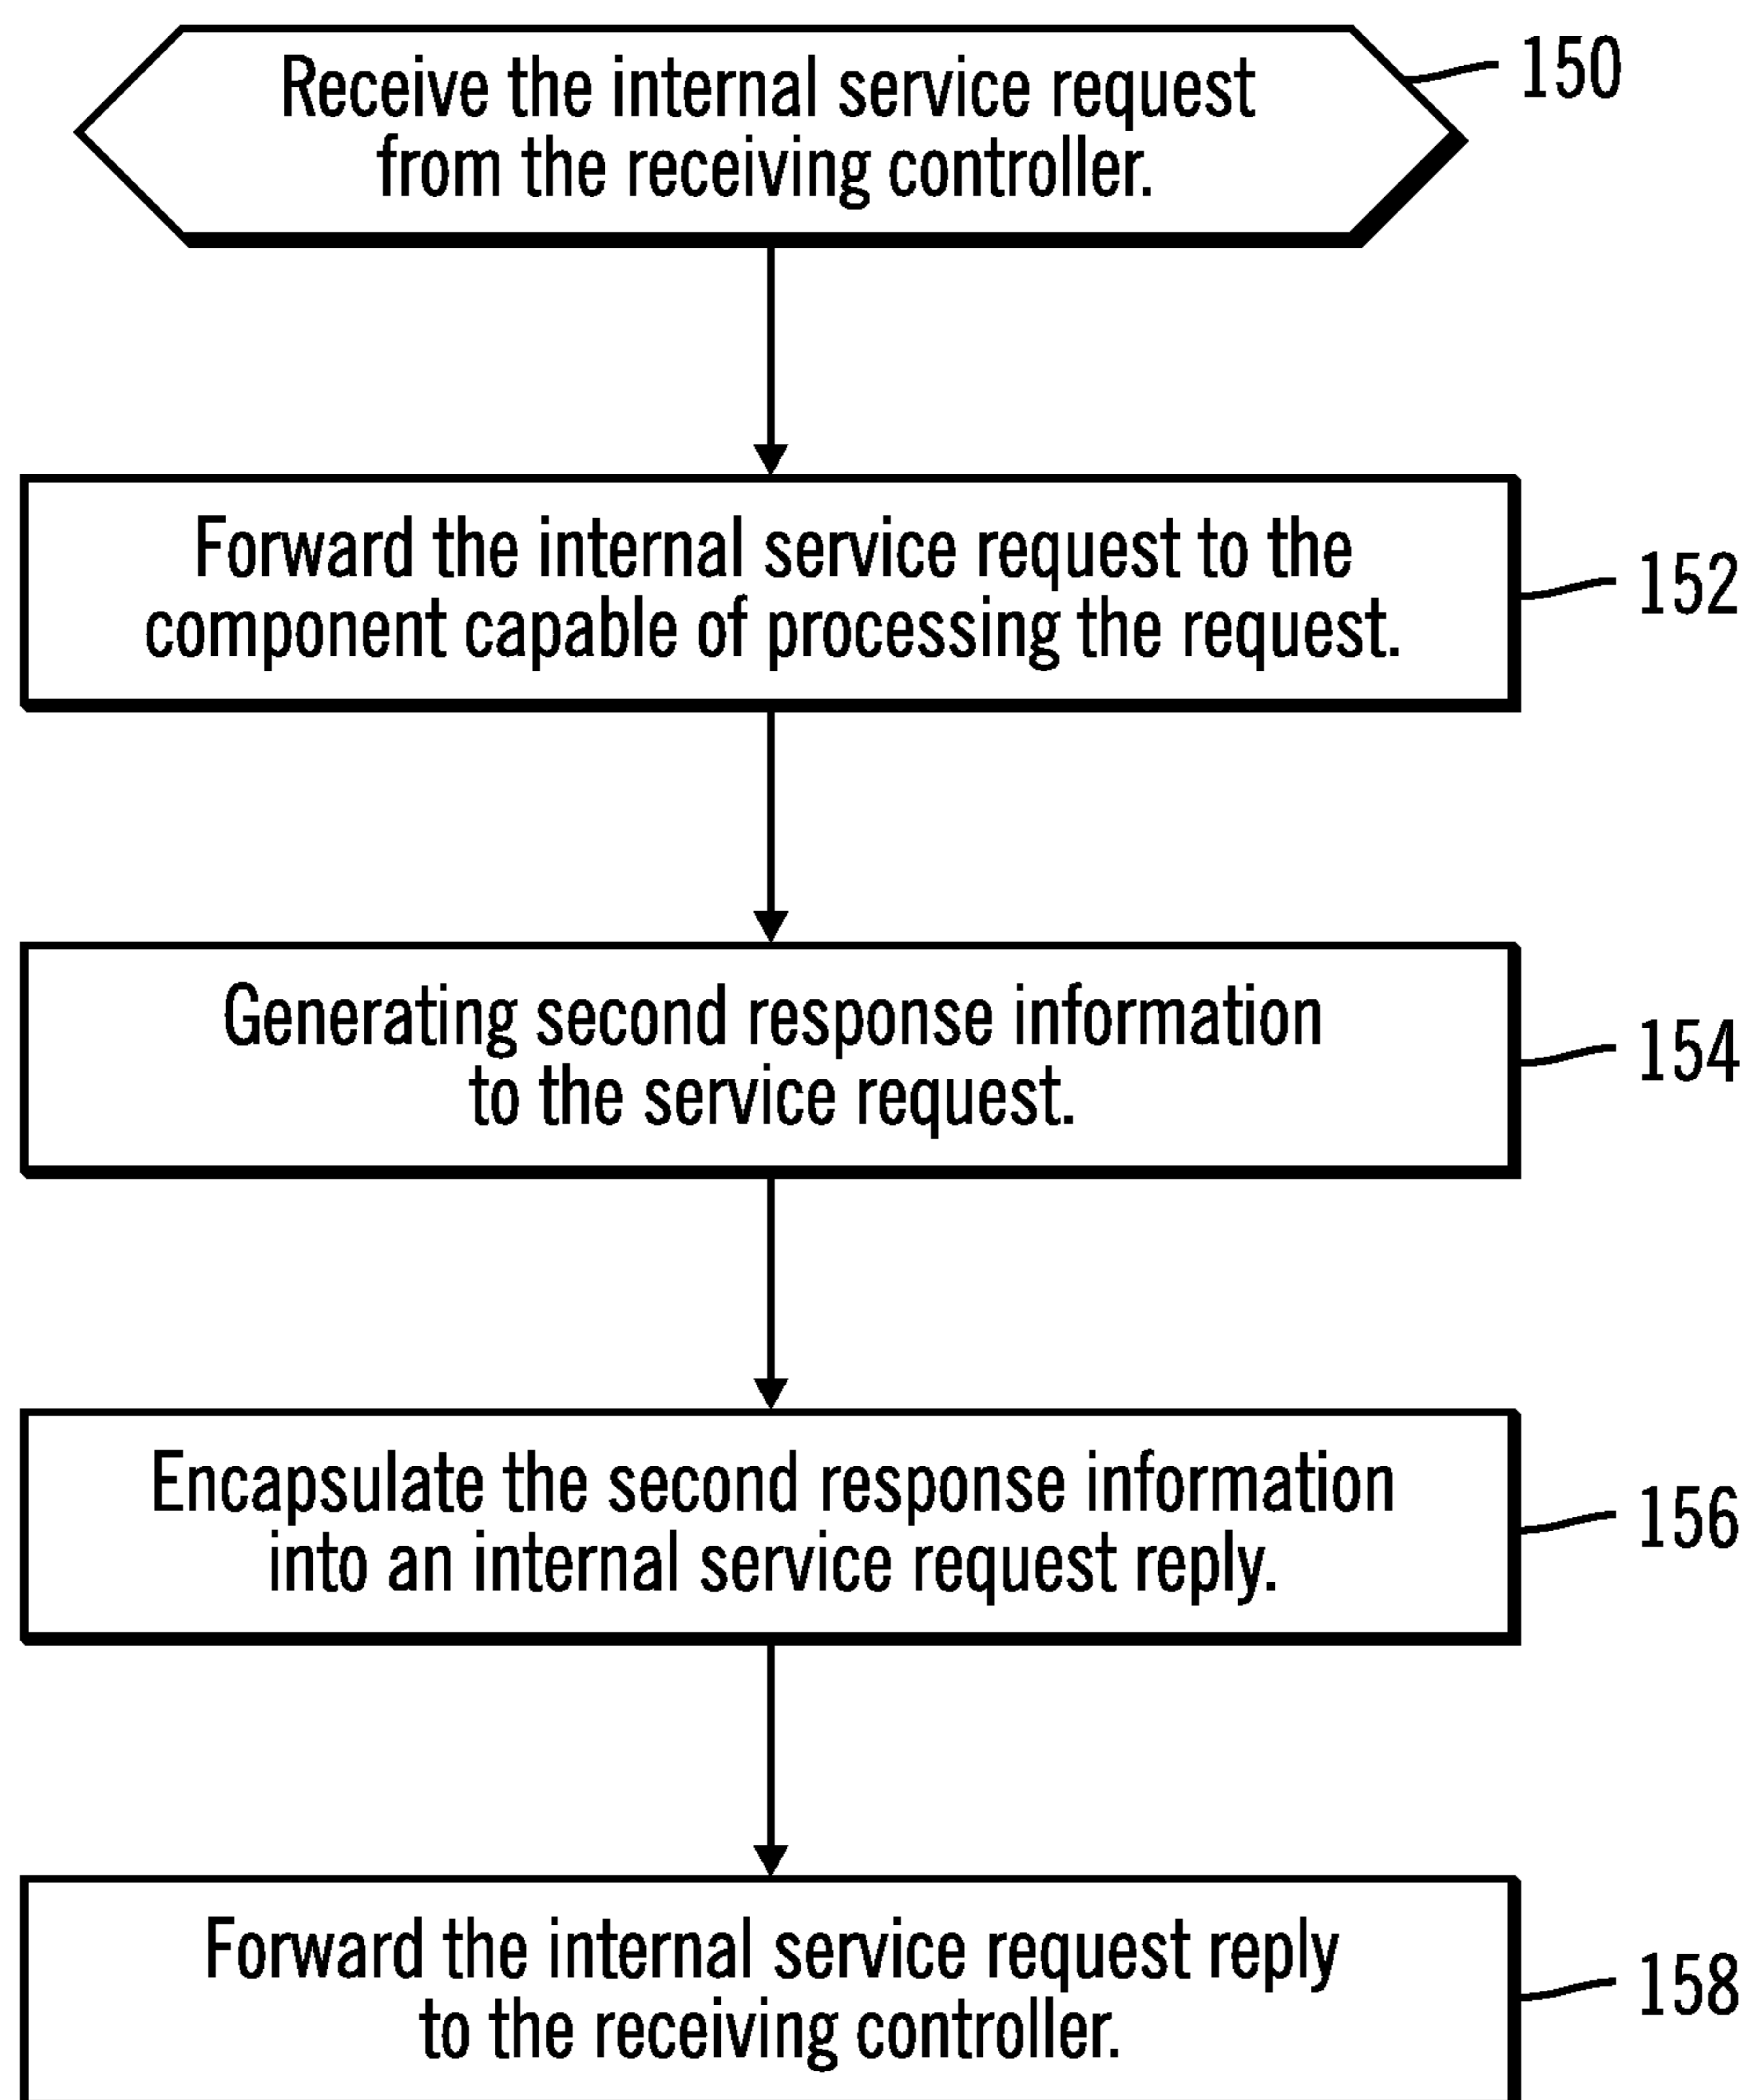 Receive the internal service request
150
from the receiving controller.
Forward the internal service request to the
component capable of processing the request.
152
Generating second response information
to the service request.
154
Encapsulate the second response information
into an internal service request reply.
156
Forward the internal service request reply
to the receiving controller.
158